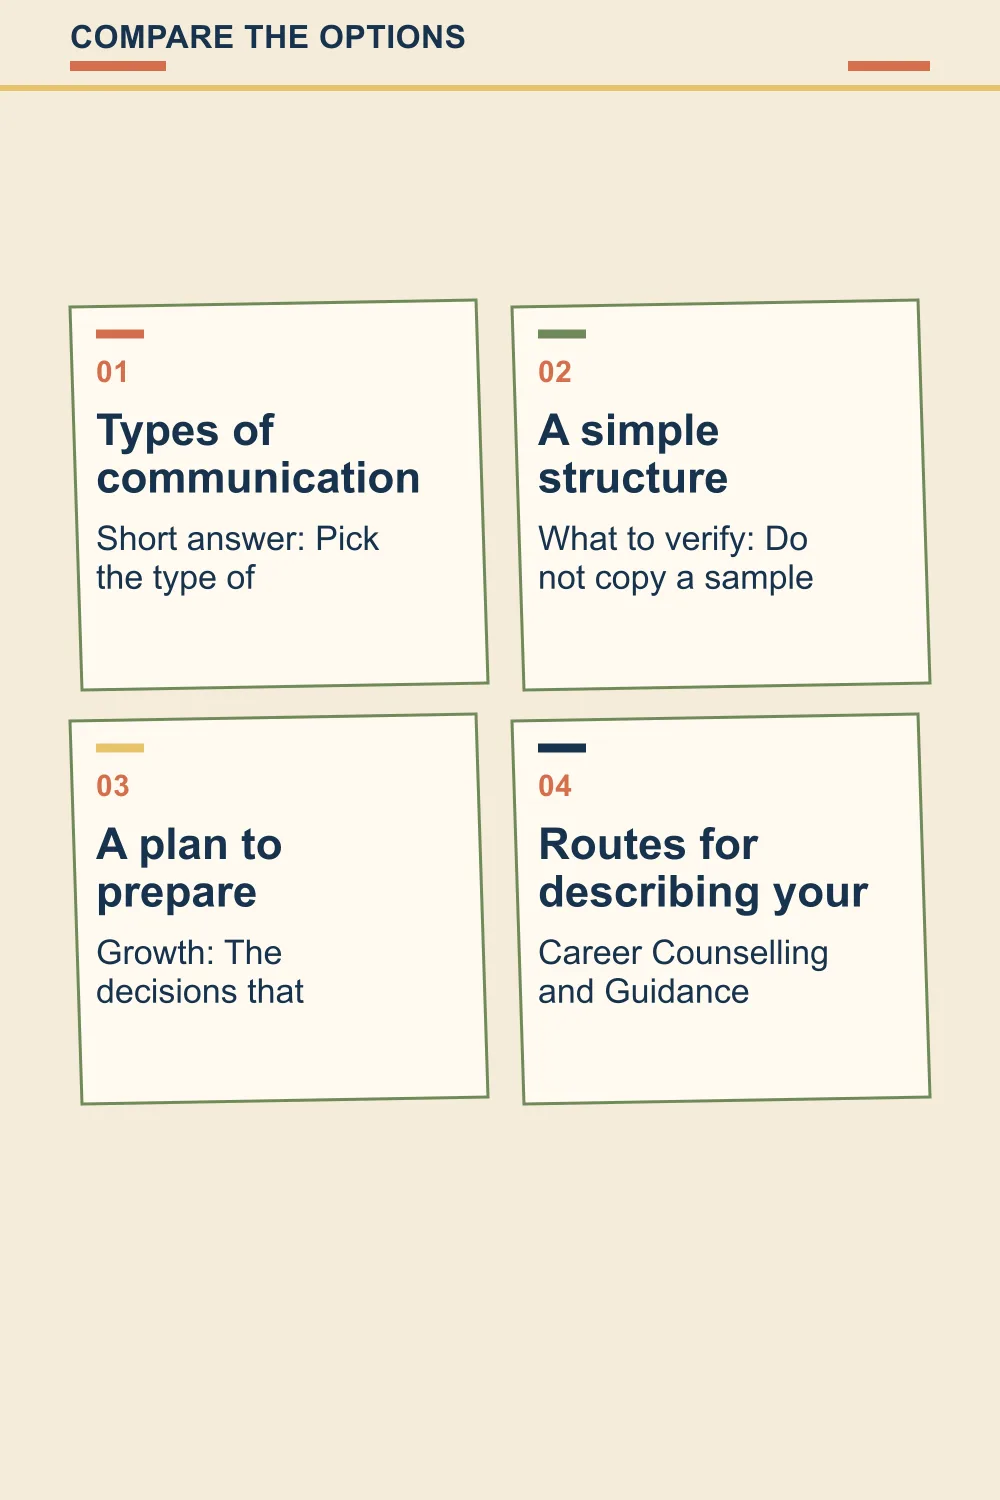 COMPARE THE OPTIONS
01
Types of
communication
Short answer: Pick
the type of
02
A simple
structure
What to verify: Do
not copy a sample
03
A plan to
prepare
Growth: The
decisions that
04
Routes for
describing your
Career Counselling
and Guidance